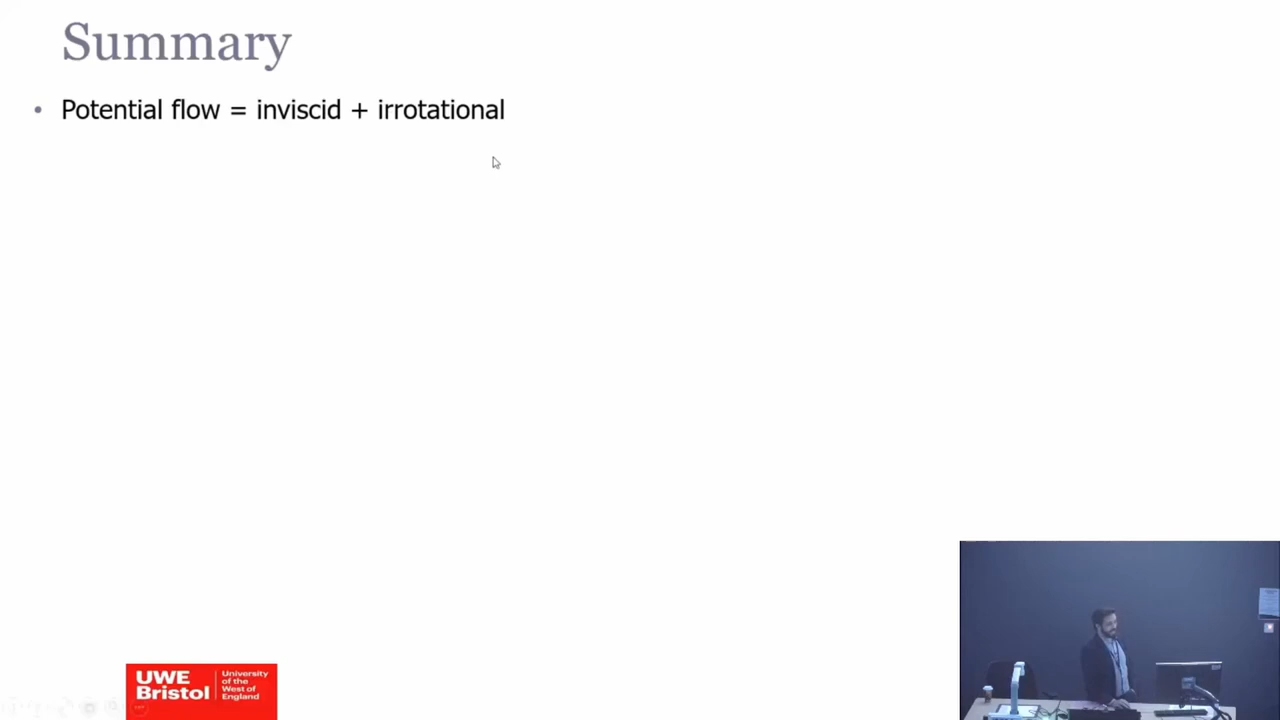 Summary
• Potential flow = inviscid + irrotational
UWE
Bristol
University
of the
West of
England